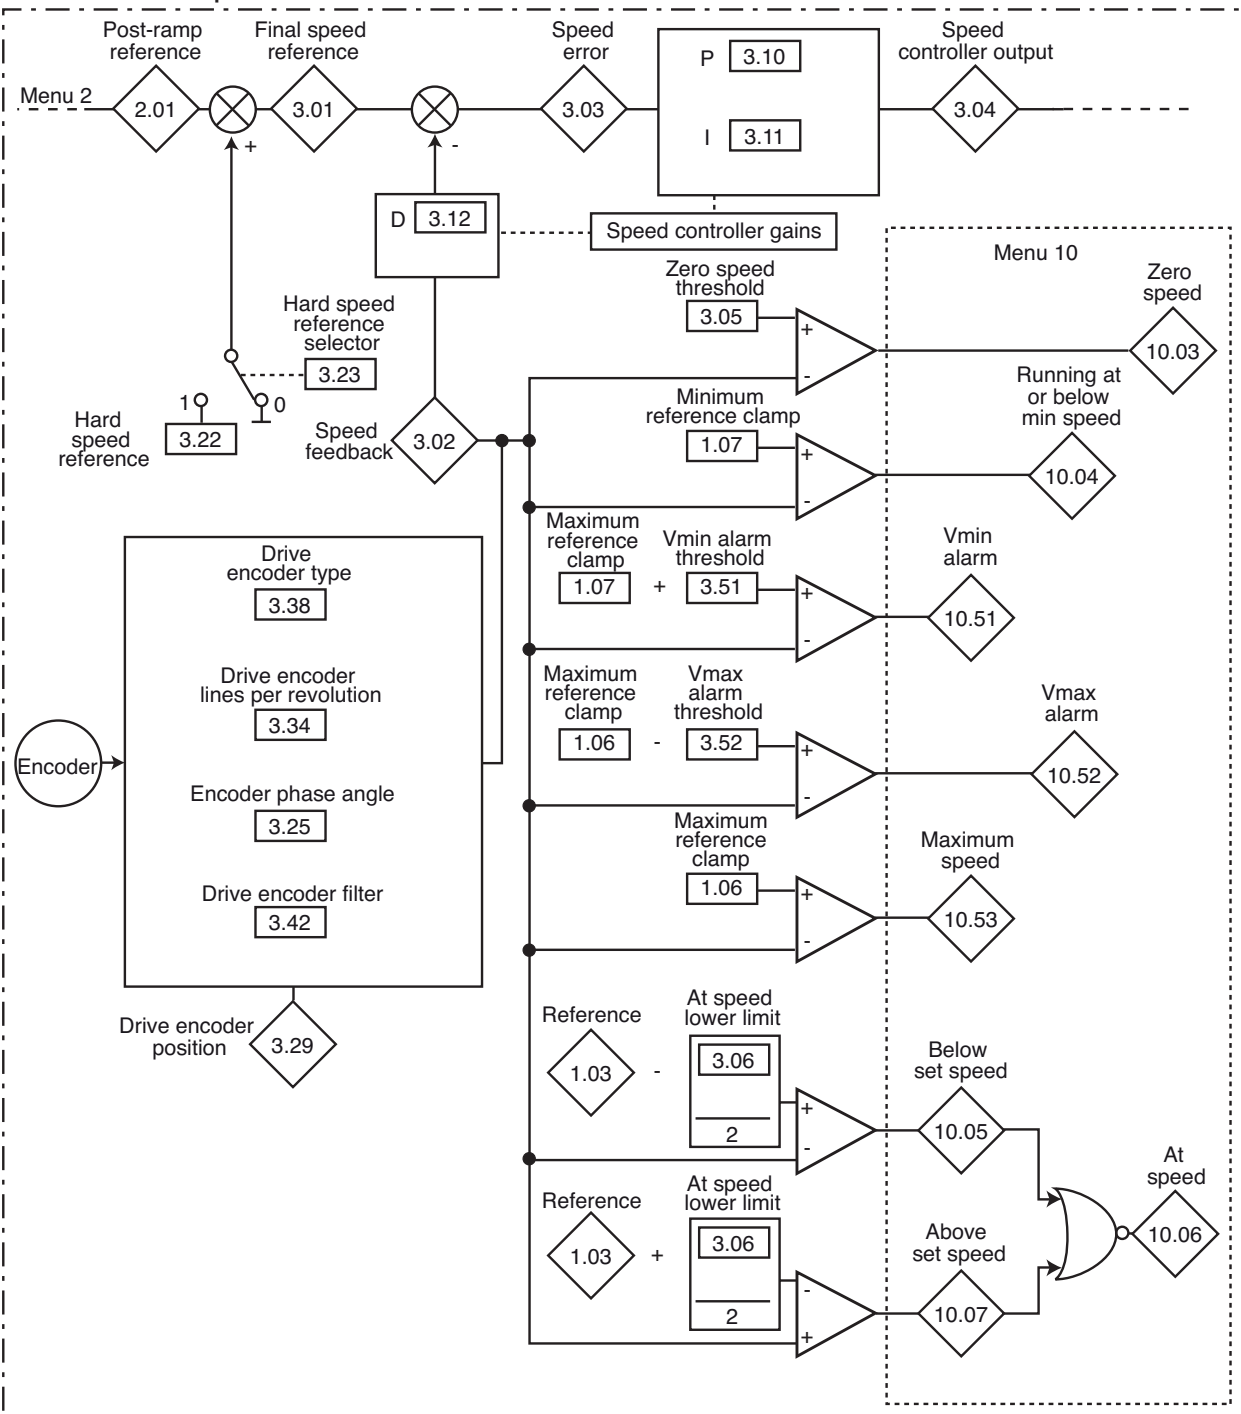 Post-ramp
reference
Final speed
reference
Speed
error
Speed
controller output
Menu 2
2.01
3.01
3.03
P 3.10
I 3.11
3.04
+
-
D 3.12
Speed controller gains
Hard speed
reference
selector
3.23
1
0
Hard
speed
reference
3.22
Speed
feedback
3.02
Menu 10
Zero speed
threshold
3.05
+
-
Zero
speed
10.03
Minimum
reference clamp
1.07
+
-
Running at
or below
min speed
10.04
Maximum
reference
clamp
1.07
+
Vmin alarm
threshold
3.51
+
-
Vmin
alarm
10.51
Maximum
reference
clamp
1.06
-
Vmax
alarm
threshold
3.52
+
-
Vmax
alarm
10.52
Maximum
reference
clamp
1.06
+
-
Maximum
speed
10.53
Encoder
Drive
encoder type
3.38
Drive encoder
lines per revolution
3.34
Encoder phase angle
3.25
Drive encoder filter
3.42
Drive encoder
position
3.29
Reference
1.03
-
At speed
lower limit
3.06
2
+
-
Below
set speed
10.05
Reference
1.03
+
At speed
lower limit
3.06
2
-
+
Above
set speed
10.07
At
speed
10.06